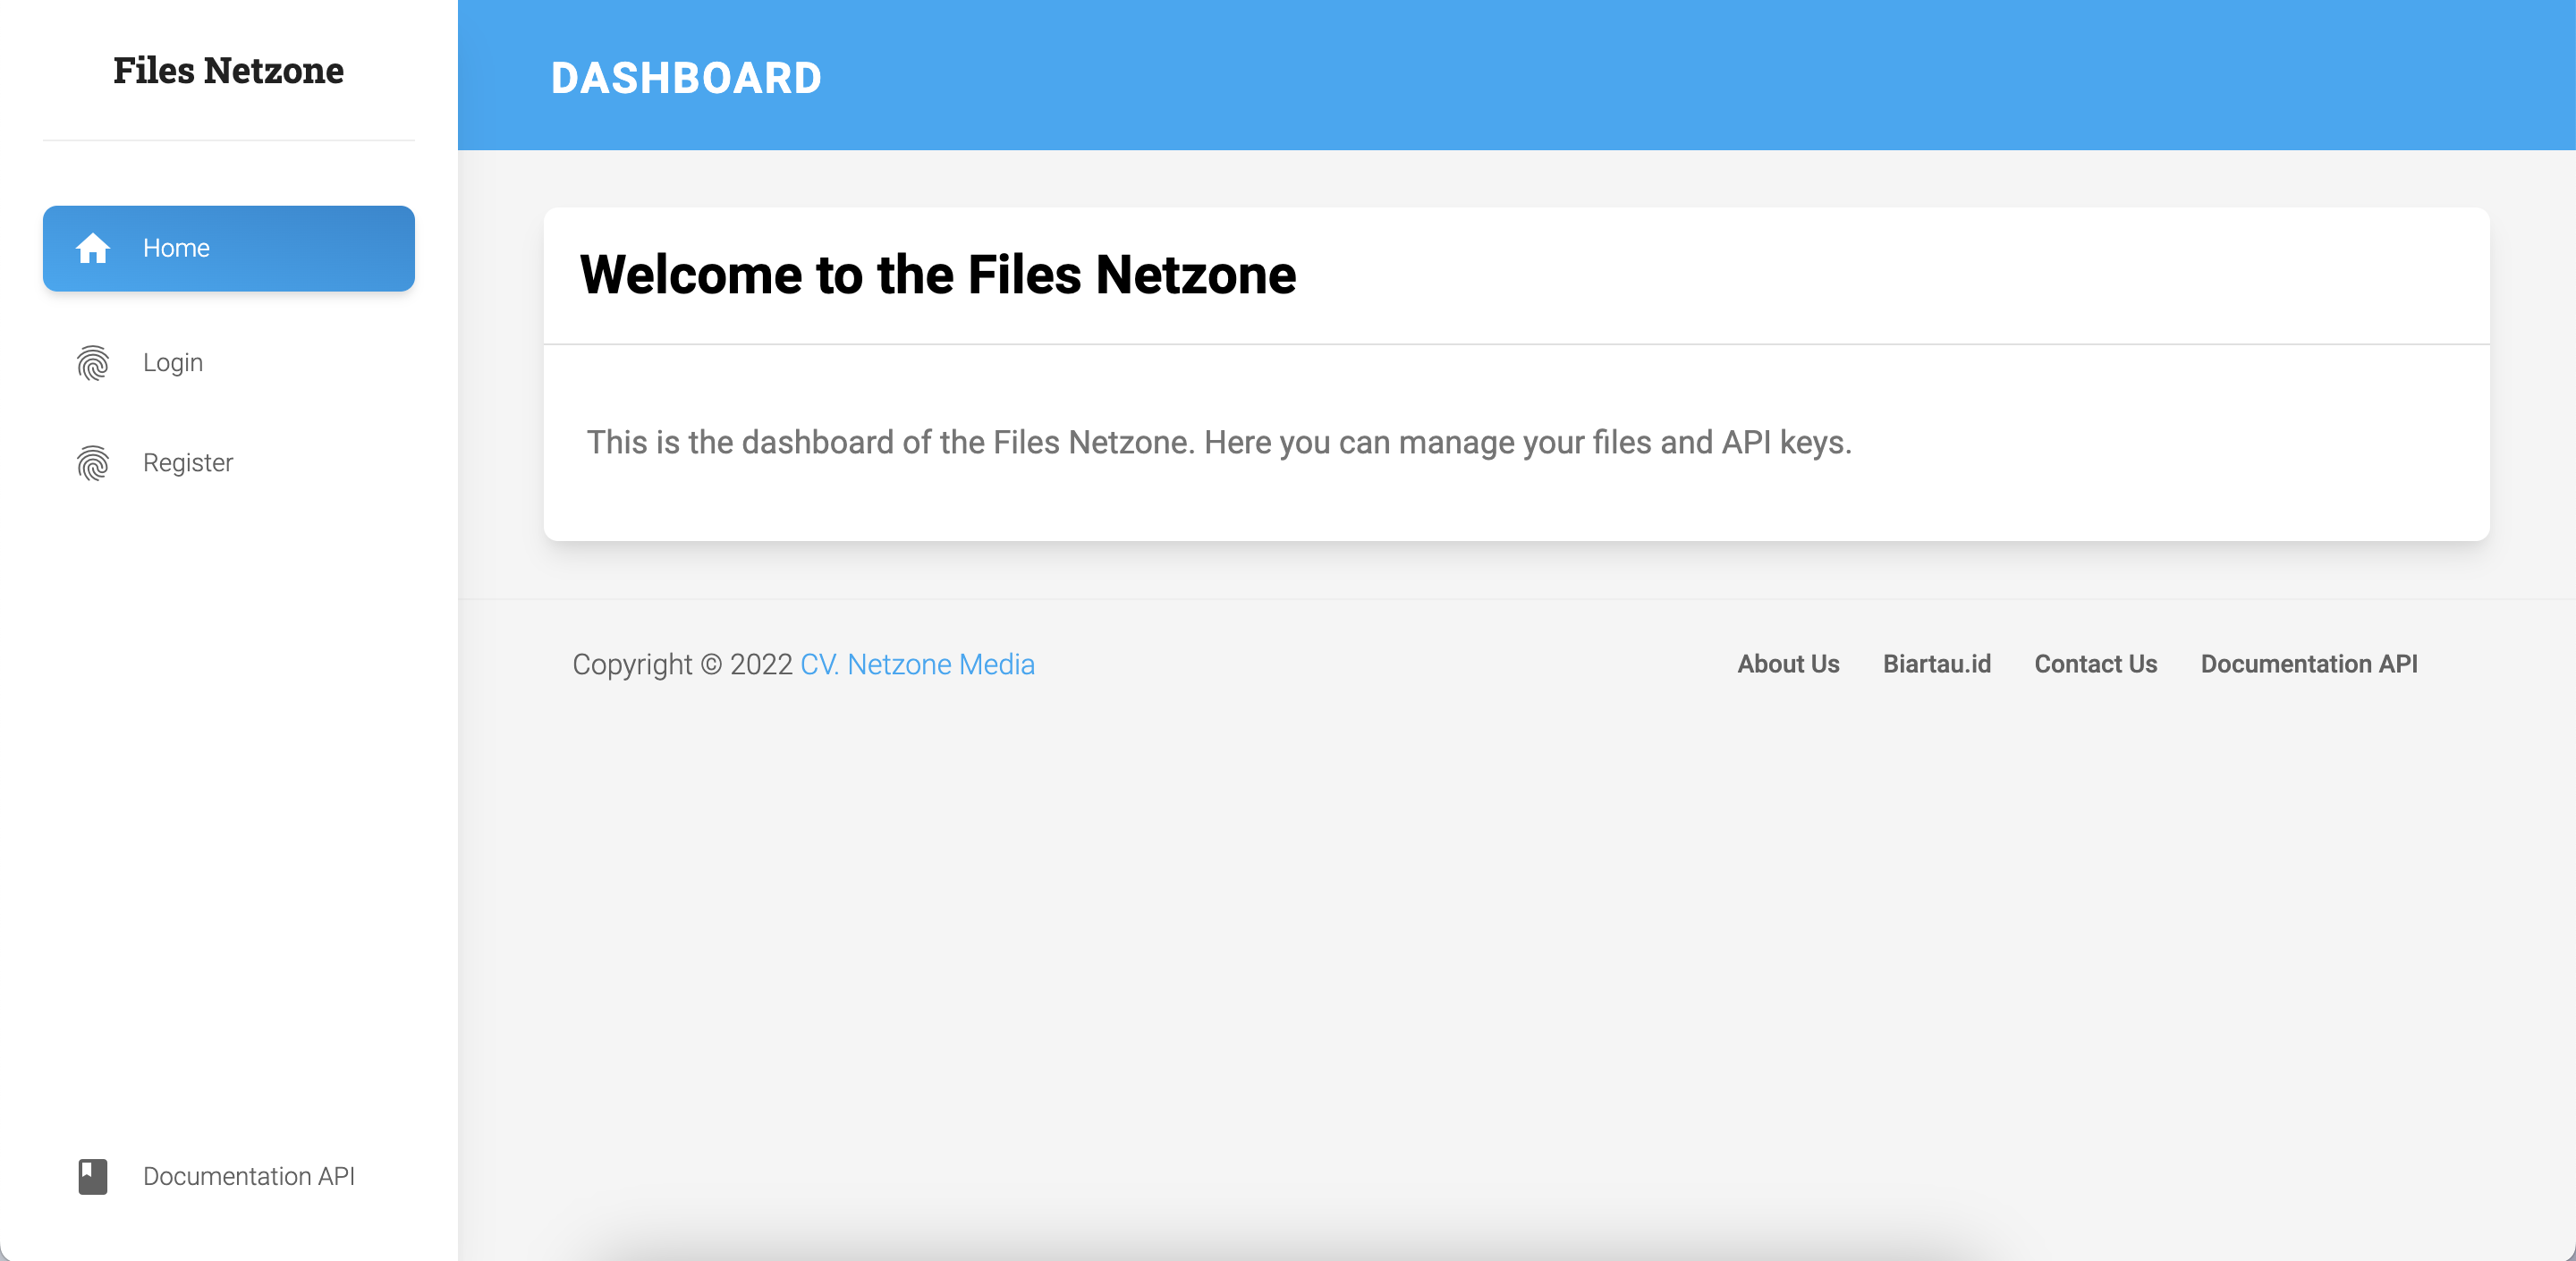 Files Netzone
Home
Login
Register
Documentation API
DASHBOARD
Welcome to the Files Netzone
This is the dashboard of the Files Netzone. Here you can manage your files and API keys.
Copyright © 2022 CV. Netzone Media
About Us Biartau.id Contact Us Documentation API